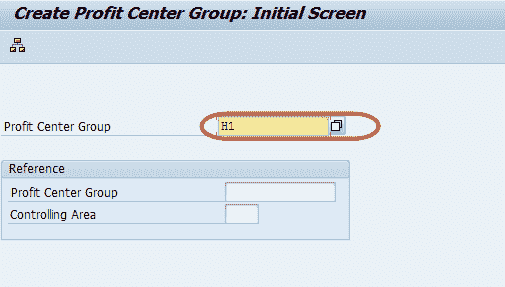 Create Profit Center Group: Initial Screen
Profit Center Group H1
Reference
Profit Center Group
Controlling Area